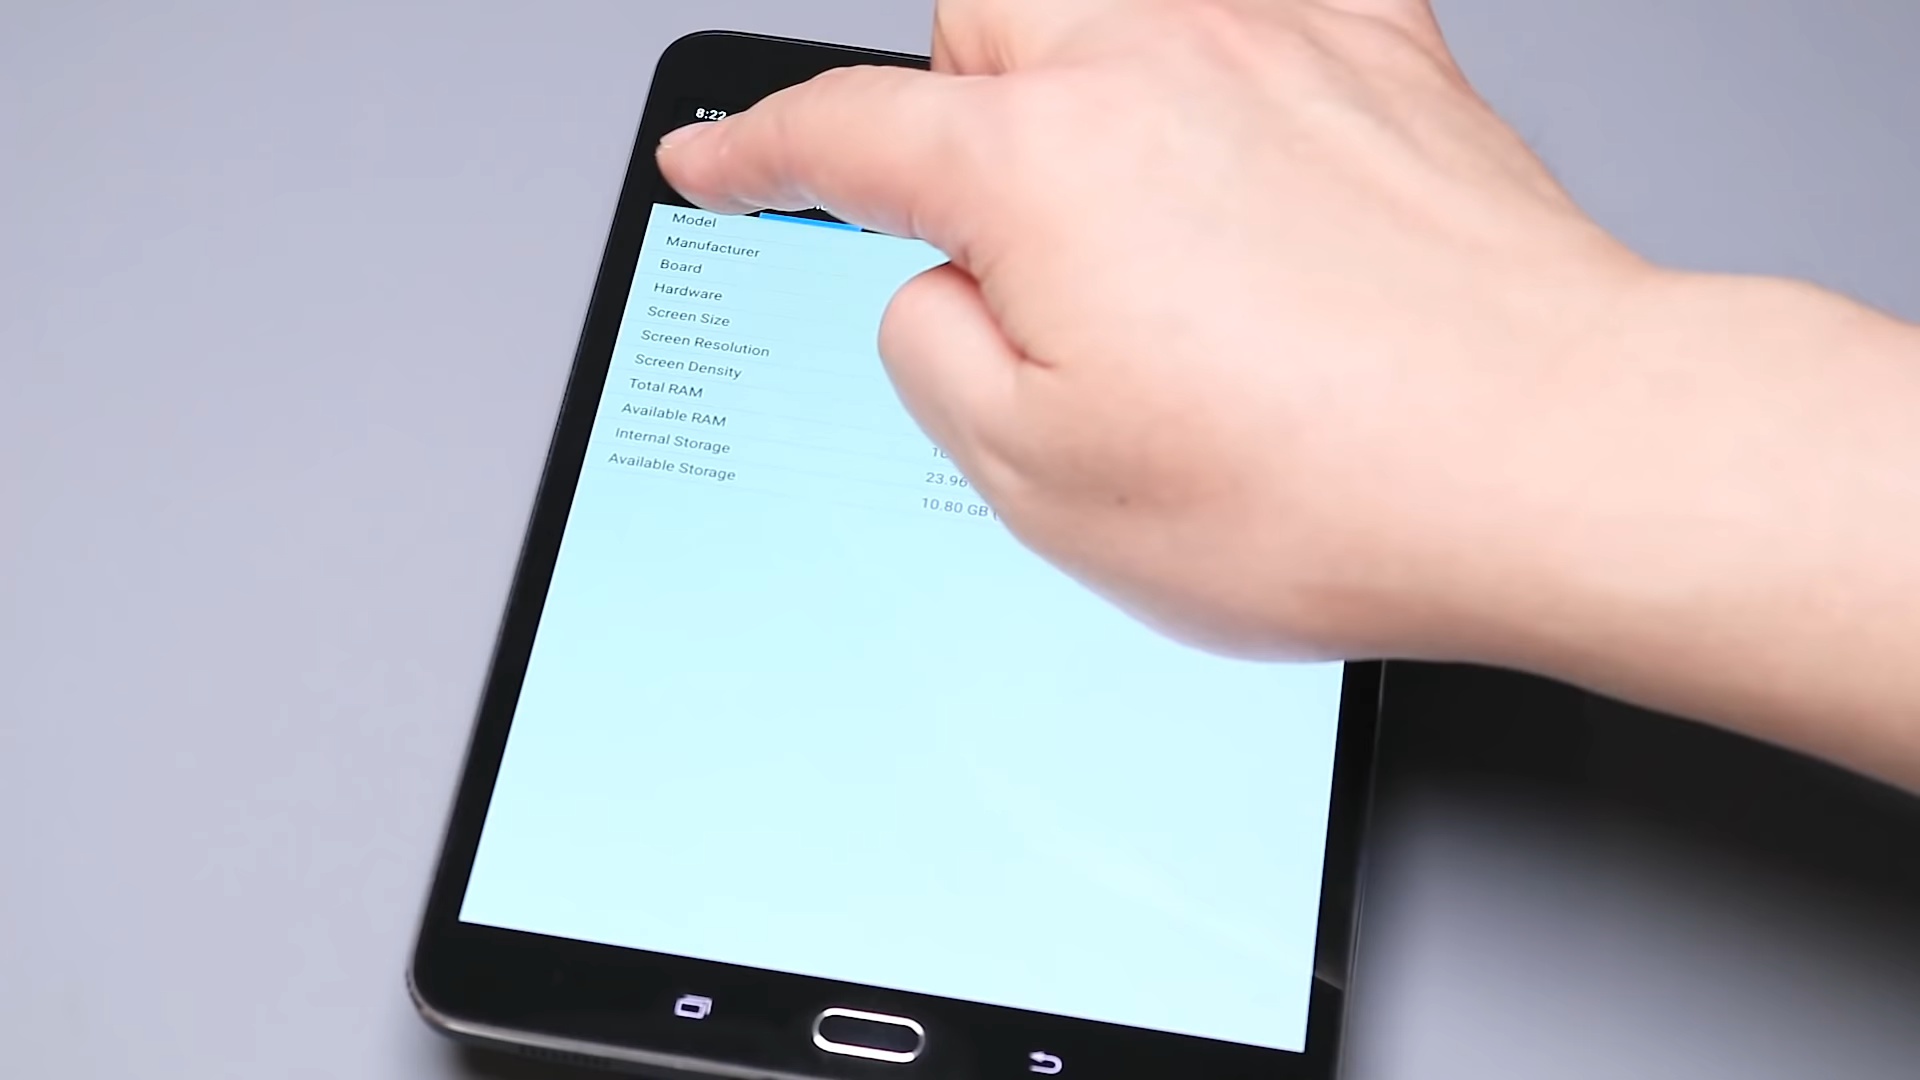 8:22
Model
Manufacturer
Board
Hardware
Screen Size
Screen Resolution
Screen Density
Total RAM
Available RAM
Internal Storage 23.96
Available Storage 10.80 GB (